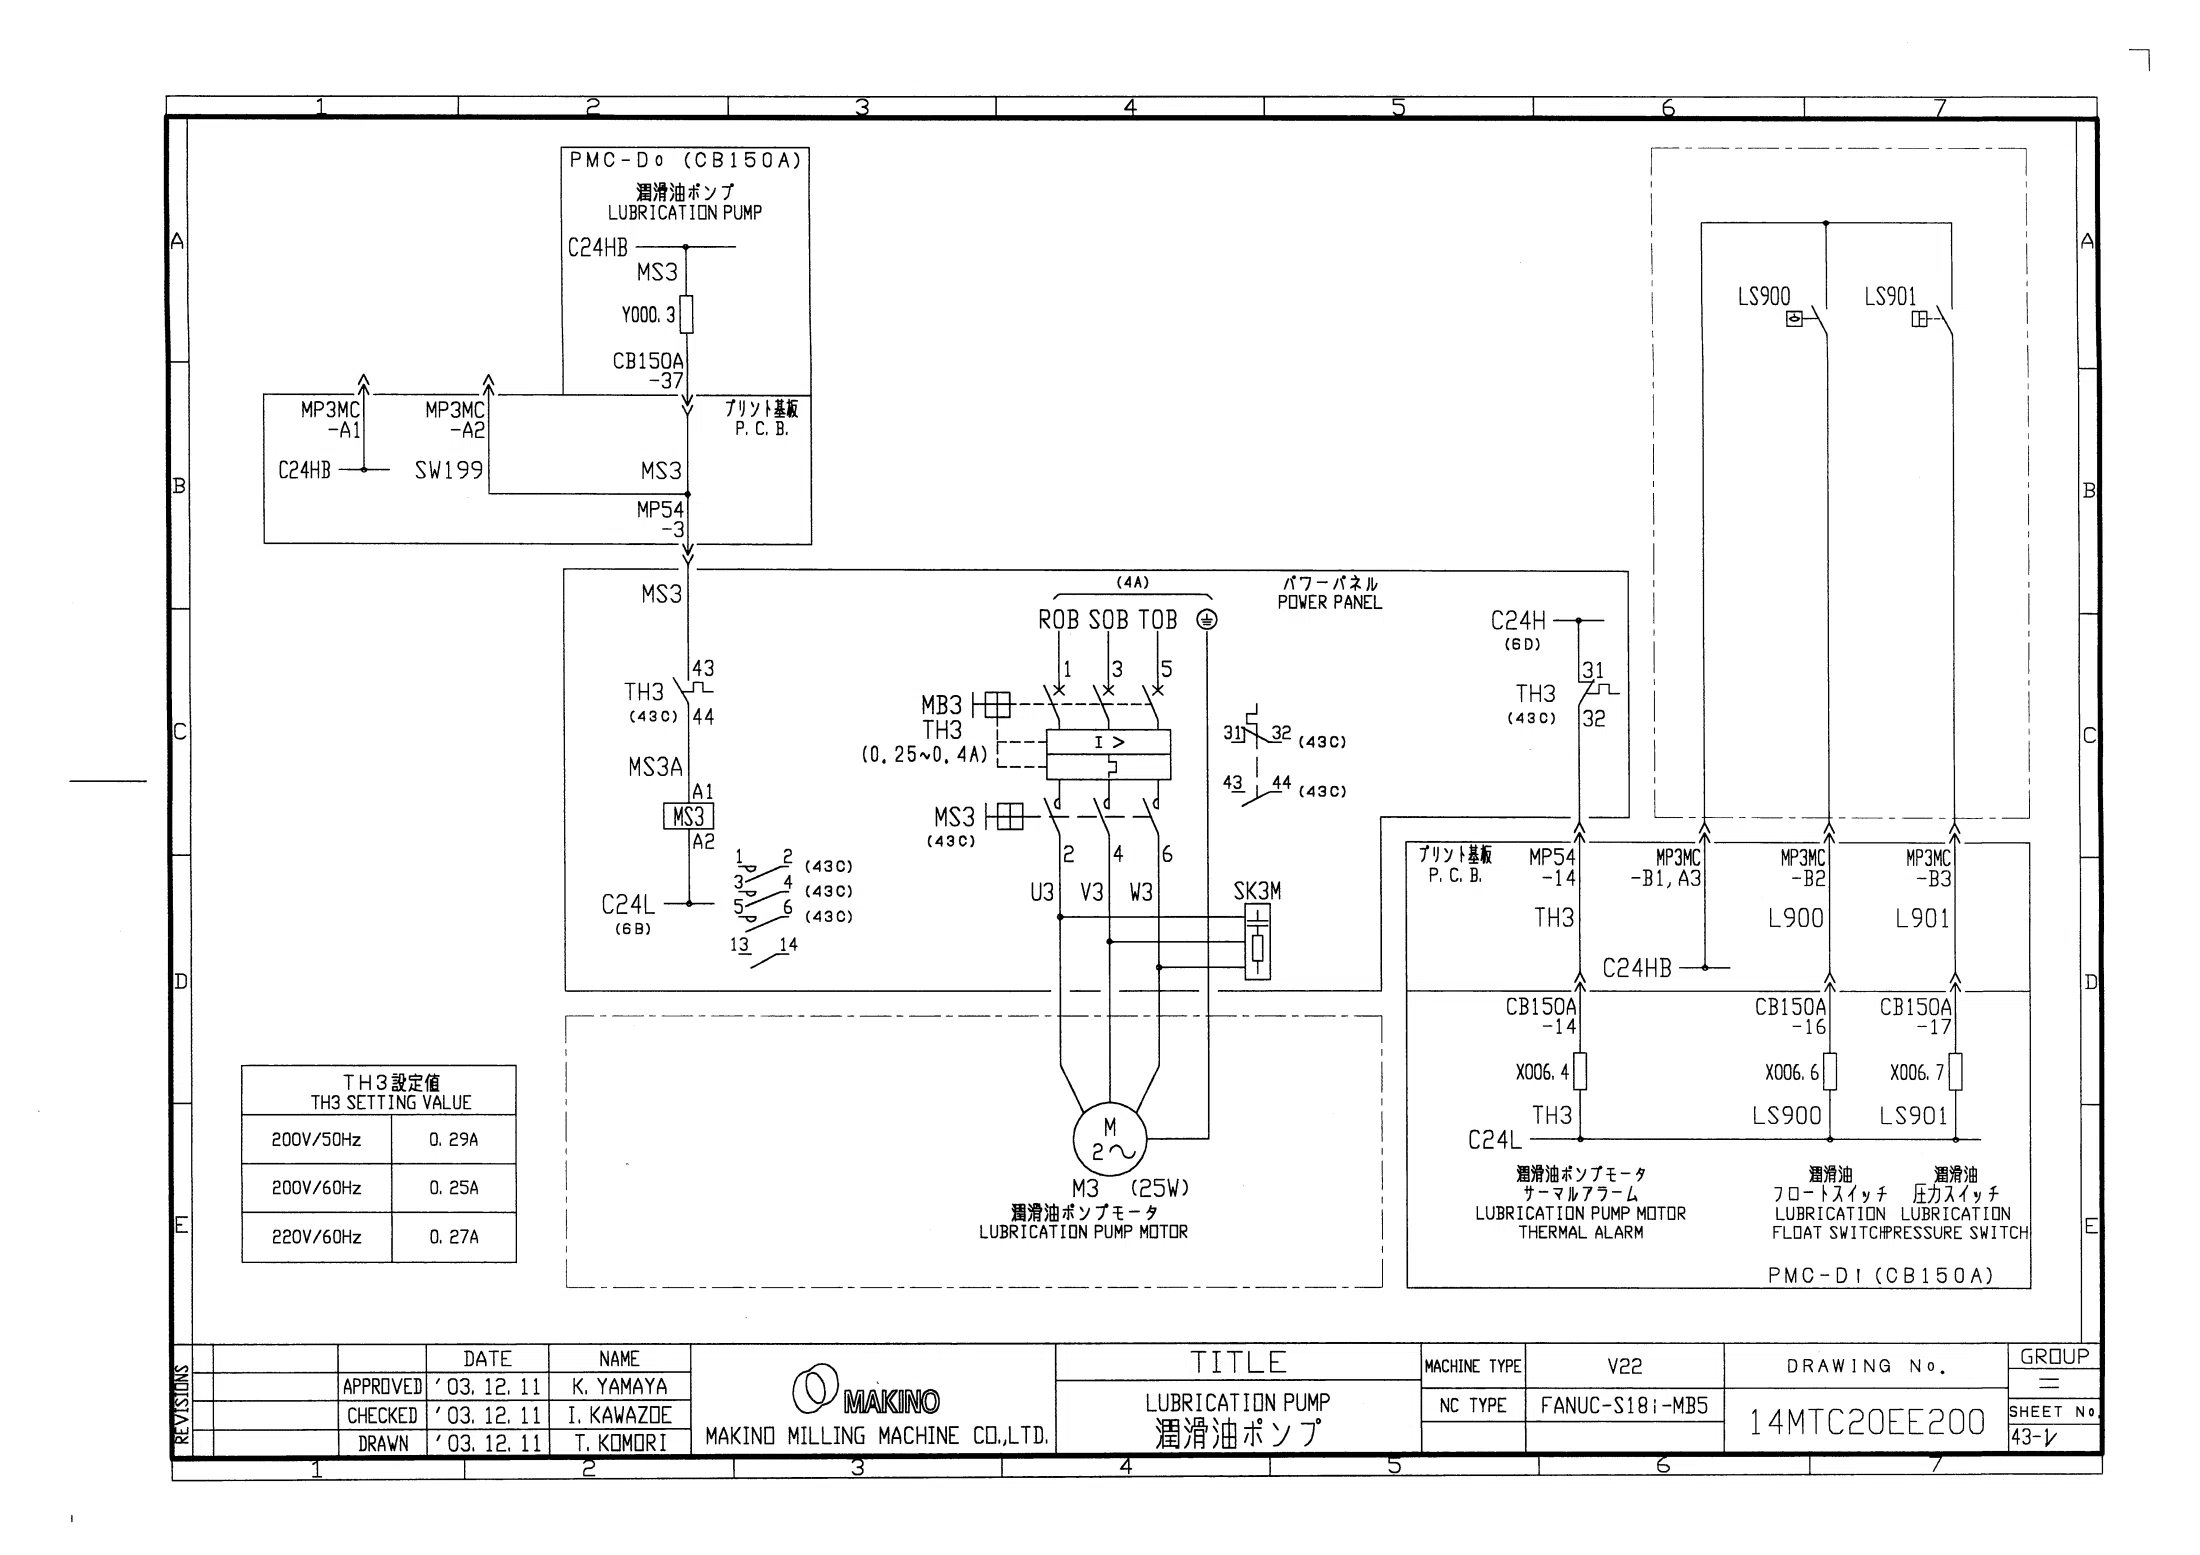 1 2 3 4 5 6 7
A
B
C
D
E
A
B
C
D
E
PMC-Do (CB150A)
潤滑油ポンプ
LUBRICATION PUMP
C24HB
MS3
Y000.3
CB150A
-37
MP3MC
-A1
MP3MC
-A2
プリント基板
P.C.B.
C24HB
SW199
MS3
MP54
-3
MS3
43
TH3
(43C)
44
MS3A
A1
MS3
A2
C24L
(6B)
1 2 (43C)
3 4 (43C)
5 6 (43C)
13 14
(4A)
R0B S0B T0B
パワーパネル
POWER PANEL
1 3 5
MB3
TH3
(0.25~0.4A)
I >
MS3
(43C)
2 4 6
U3 V3 W3
SK3M
31 32 (43C)
43 44 (43C)
C24H
(6D)
31
TH3
(43C)
32
LS900
LS901
プリント基板
P.C.B.
MP54
-14
MP3MC
-B1,A3
MP3MC
-B2
MP3MC
-B3
TH3
L900
L901
C24HB
CB150A
-14
CB150A
-16
CB150A
-17
X006.4
X006.6
X006.7
TH3
LS900
LS901
C24L
潤滑油ポンプモータ
サーマルアラーム
LUBRICATION PUMP MOTOR
THERMAL ALARM
潤滑油
フロートスイッチ
LUBRICATION
FLOAT SWITCH
潤滑油
圧力スイッチ
LUBRICATION
PRESSURE SWITCH
PMC-DI (CB150A)
M
2
M3 (25W)
潤滑油ポンプモータ
LUBRICATION PUMP MOTOR
TH3設定値
TH3 SETTING VALUE
200V/50Hz 0.29A
200V/60Hz 0.25A
220V/60Hz 0.27A
REVISIONS
DATE NAME
APPROVED '03.12.11 K. YAMAYA
CHECKED '03.12.11 I. KAWAZOE
DRAWN '03.12.11 T. KOMORI
MAKINO
MAKINO MILLING MACHINE CO.,LTD.
TITLE
LUBRICATION PUMP
潤滑油ポンプ
MACHINE TYPE V22
NC TYPE FANUC-S18i-MB5
DRAWING No.
14MTC20EE200
GROUP
=
SHEET No.
43-
1 2 3 4 5 6 7